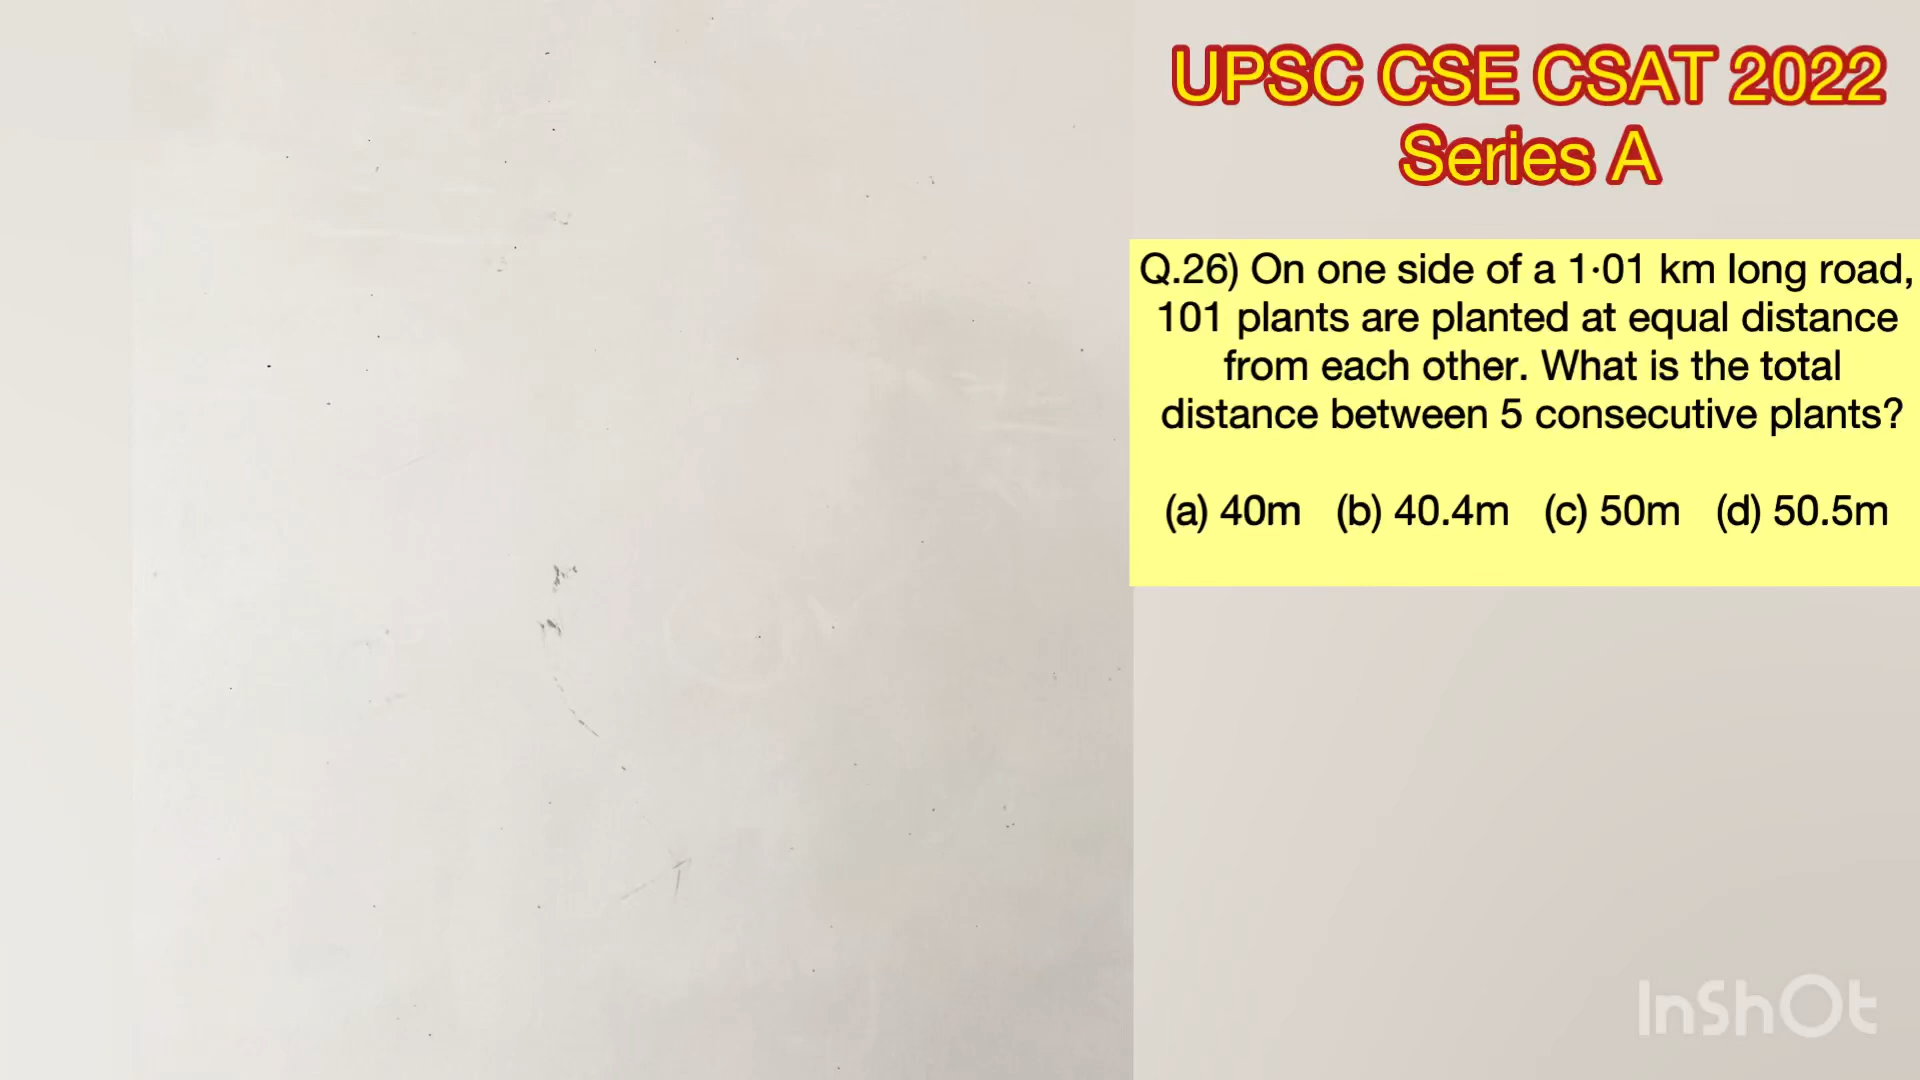 UPSC CSE CSAT 2022
Series A
Q.26) On one side of a 1·01 km long road,
101 plants are planted at equal distance
from each other. What is the total
distance between 5 consecutive plants?
(a) 40m (b) 40.4m (c) 50m (d) 50.5m
InShOt